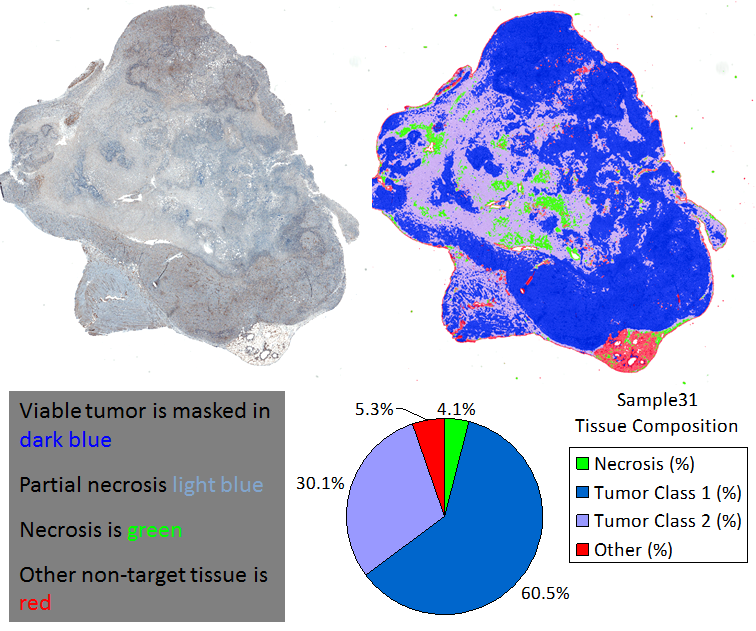 Viable tumor is masked in
dark blue
Partial necrosis light blue
Necrosis is green
Other non-target tissue is
red
5.3%
4.1%
30.1%
60.5%
Sample31
Tissue Composition
Necrosis (%)
Tumor Class 1 (%)
Tumor Class 2 (%)
Other (%)